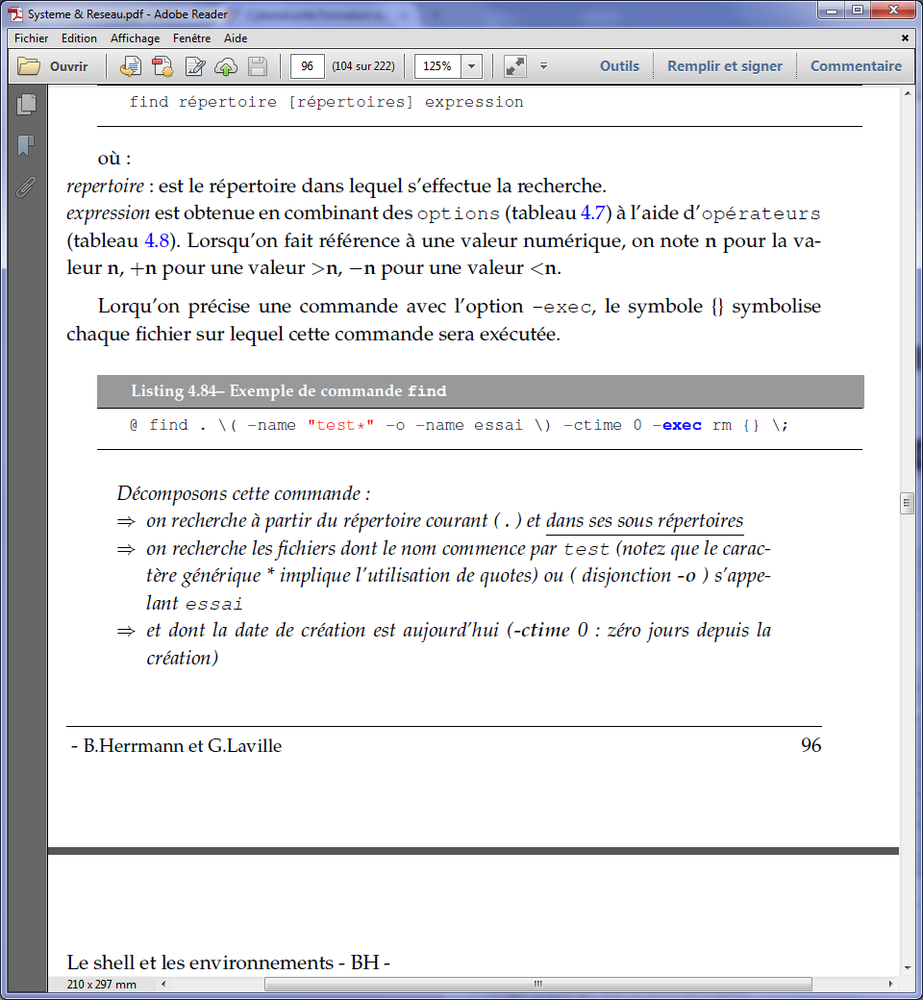 Systeme & Reseau.pdf - Adobe Reader
Fichier Edition Affichage Fenêtre Aide
Ouvrir 96 (104 sur 222) 125% Outils Remplir et signer Commentaire
find répertoire [répertoires] expression
où :
repertoire : est le répertoire dans lequel s'effectue la recherche.
expression est obtenue en combinant des options (tableau 4.7) à l'aide d'opérateurs
(tableau 4.8). Lorsqu'on fait référence à une valeur numérique, on note n pour la va-
leur n, +n pour une valeur >n, −n pour une valeur <n.
Lorqu'on précise une commande avec l'option -exec, le symbole {} symbolise
chaque fichier sur lequel cette commande sera exécutée.
Listing 4.84– Exemple de commande find
@ find . \( -name "test*" -o -name essai \) -ctime 0 -exec rm {} \;
Décomposons cette commande :
⇒ on recherche à partir du répertoire courant ( . ) et dans ses sous répertoires
⇒ on recherche les fichiers dont le nom commence par test (notez que le carac-
tère générique * implique l'utilisation de quotes) ou ( disjonction -o ) s'appe-
lant essai
⇒ et dont la date de création est aujourd'hui (-ctime 0 : zéro jours depuis la
création)
- B.Herrmann et G.Laville 96
Le shell et les environnements - BH -
210 x 297 mm